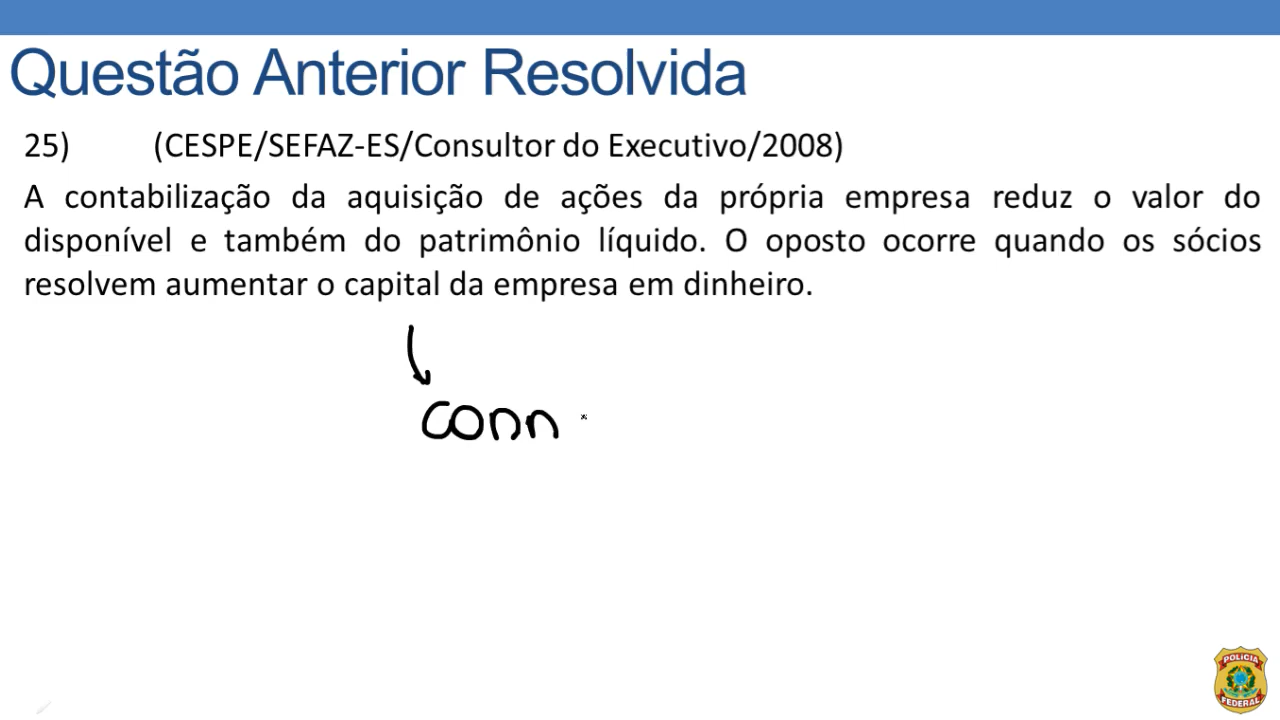 Questão Anterior Resolvida
25) (CESPE/SEFAZ-ES/Consultor do Executivo/2008)
A contabilização da aquisição de ações da própria empresa reduz o valor do
disponível e também do patrimônio líquido. O oposto ocorre quando os sócios
resolvem aumentar o capital da empresa em dinheiro.
conn
POLÍCIA
FEDERAL